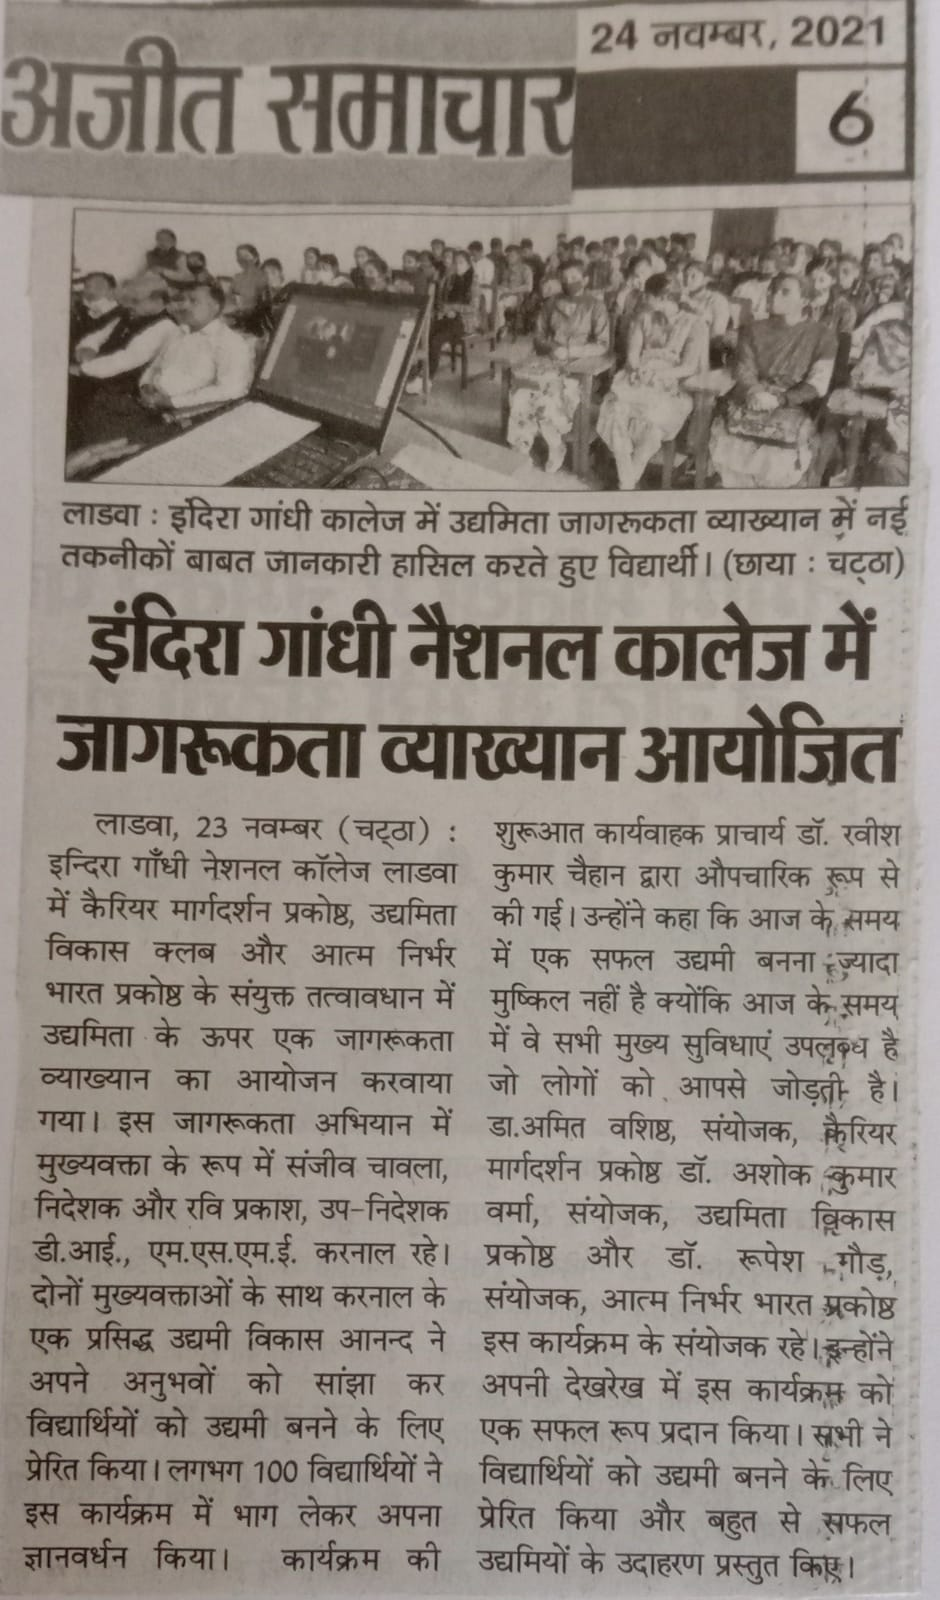 24 नवम्बर, 2021
अजीत समाचार
6
लाडवा : इंदिरा गांधी कालेज में उद्यमिता जागरूकता व्याख्यान में नई
तकनीकों बाबत जानकारी हासिल करते हुए विद्यार्थी। (छाया : चट्ठा)
इंदिरा गांधी नैशनल कालेज में
जागरूकता व्याख्यान आयोजित
लाडवा, 23 नवम्बर (चट्ठा) :
इन्दिरा गाँधी नेशनल कॉलेज लाडवा
में कैरियर मार्गदर्शन प्रकोष्ठ, उद्यमिता
विकास क्लब और आत्म निर्भर
भारत प्रकोष्ठ के संयुक्त तत्वावधान में
उद्यमिता के ऊपर एक जागरूकता
व्याख्यान का आयोजन करवाया
गया। इस जागरूकता अभियान में
मुख्यवक्ता के रूप में संजीव चावला,
निदेशक और रवि प्रकाश, उप-निदेशक
डी.आई., एम.एस.एम.ई. करनाल रहे।
दोनों मुख्यवक्ताओं के साथ करनाल के
एक प्रसिद्ध उद्यमी विकास आनन्द ने
अपने अनुभवों को सांझा कर
विद्यार्थियों को उद्यमी बनने के लिए
प्रेरित किया। लगभग 100 विद्यार्थियों ने
इस कार्यक्रम में भाग लेकर अपना
ज्ञानवर्धन किया। कार्यक्रम की
शुरूआत कार्यवाहक प्राचार्य डॉ. रवीश
कुमार चैहान द्वारा औपचारिक रूप से
की गई। उन्होंने कहा कि आज के समय
में एक सफल उद्यमी बनना ज्यादा
मुष्किल नहीं है क्योंकि आज के समय
में वे सभी मुख्य सुविधाएं उपलब्ध है
जो लोगों को आपसे जोड़ती है।
डा.अमित वशिष्ठ, संयोजक, कैरियर
मार्गदर्शन प्रकोष्ठ डॉ. अशोक कुमार
वर्मा, संयोजक, उद्यमिता विकास
प्रकोष्ठ और डॉ. रूपेश गौड़,
संयोजक, आत्म निर्भर भारत प्रकोष्ठ
इस कार्यक्रम के संयोजक रहे। इन्होंने
अपनी देखरेख में इस कार्यक्रम को
एक सफल रूप प्रदान किया। सभी ने
विद्यार्थियों को उद्यमी बनने के लिए
प्रेरित किया और बहुत से सफल
उद्यमियों के उदाहरण प्रस्तुत किए।